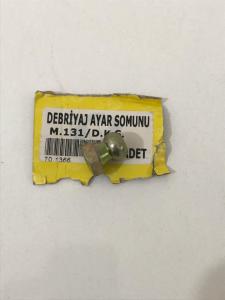 DEBRİYAJ AYAR SOMUNU
M.131/D.K.S.
ADET
70 1366